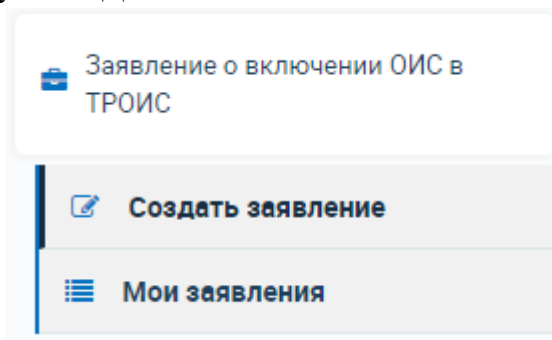 Заявление о включении ОИС в
ТРОИС
Создать заявление
Мои заявления